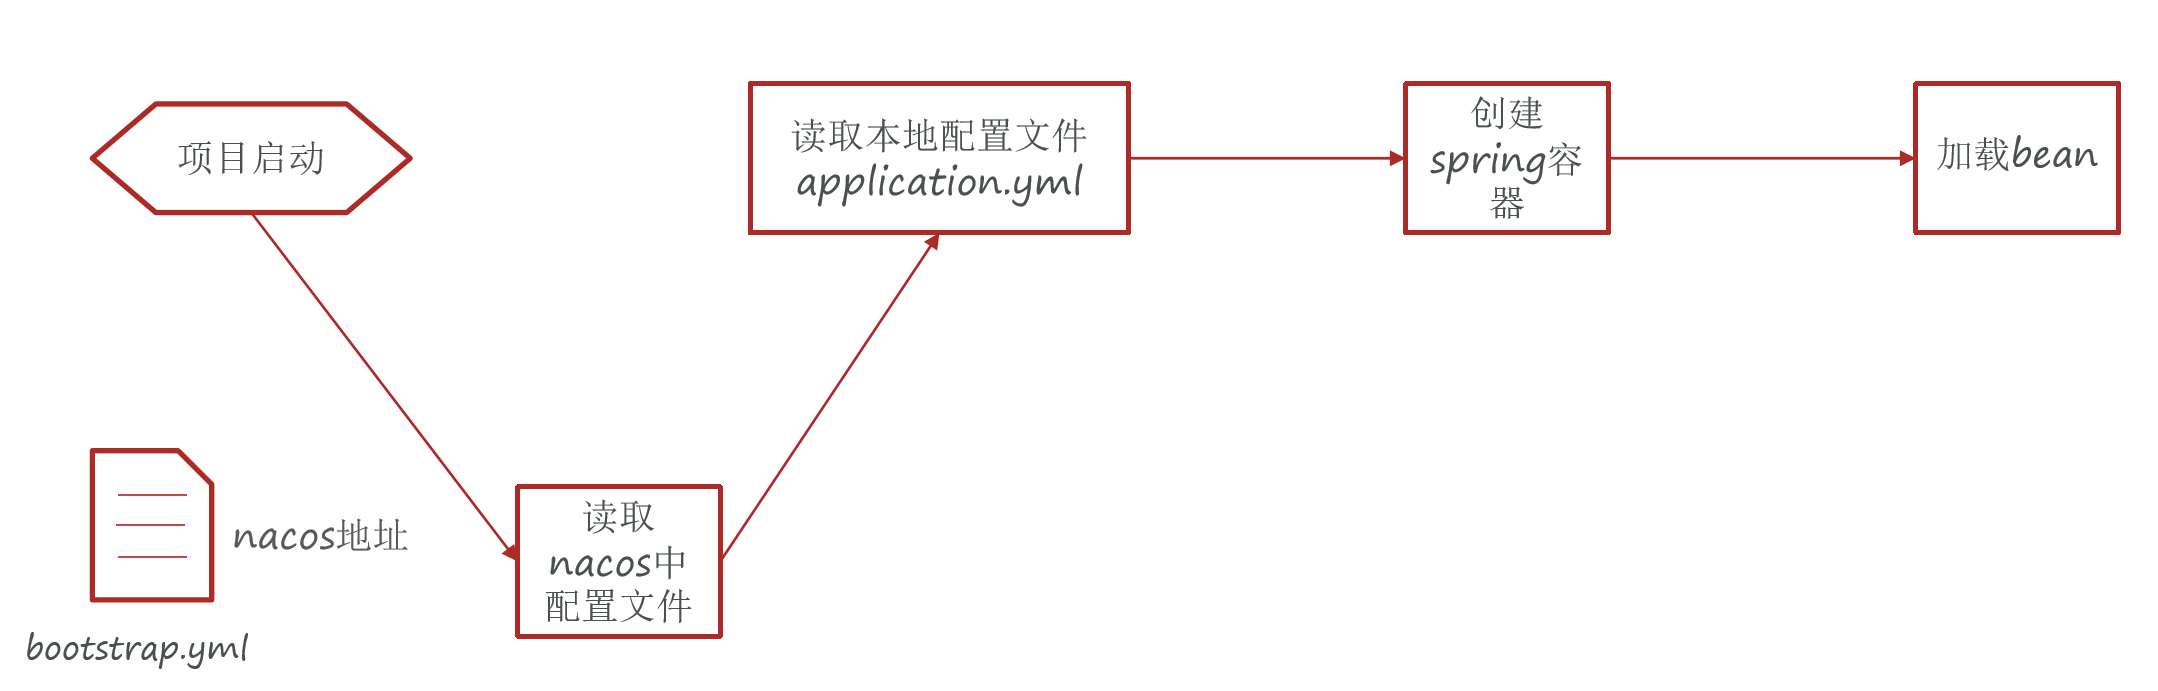 项目启动
读取本地配置文件
application.yml
创建
spring容
器
加载bean
nacos地址
bootstrap.yml
读取
nacos中
配置文件